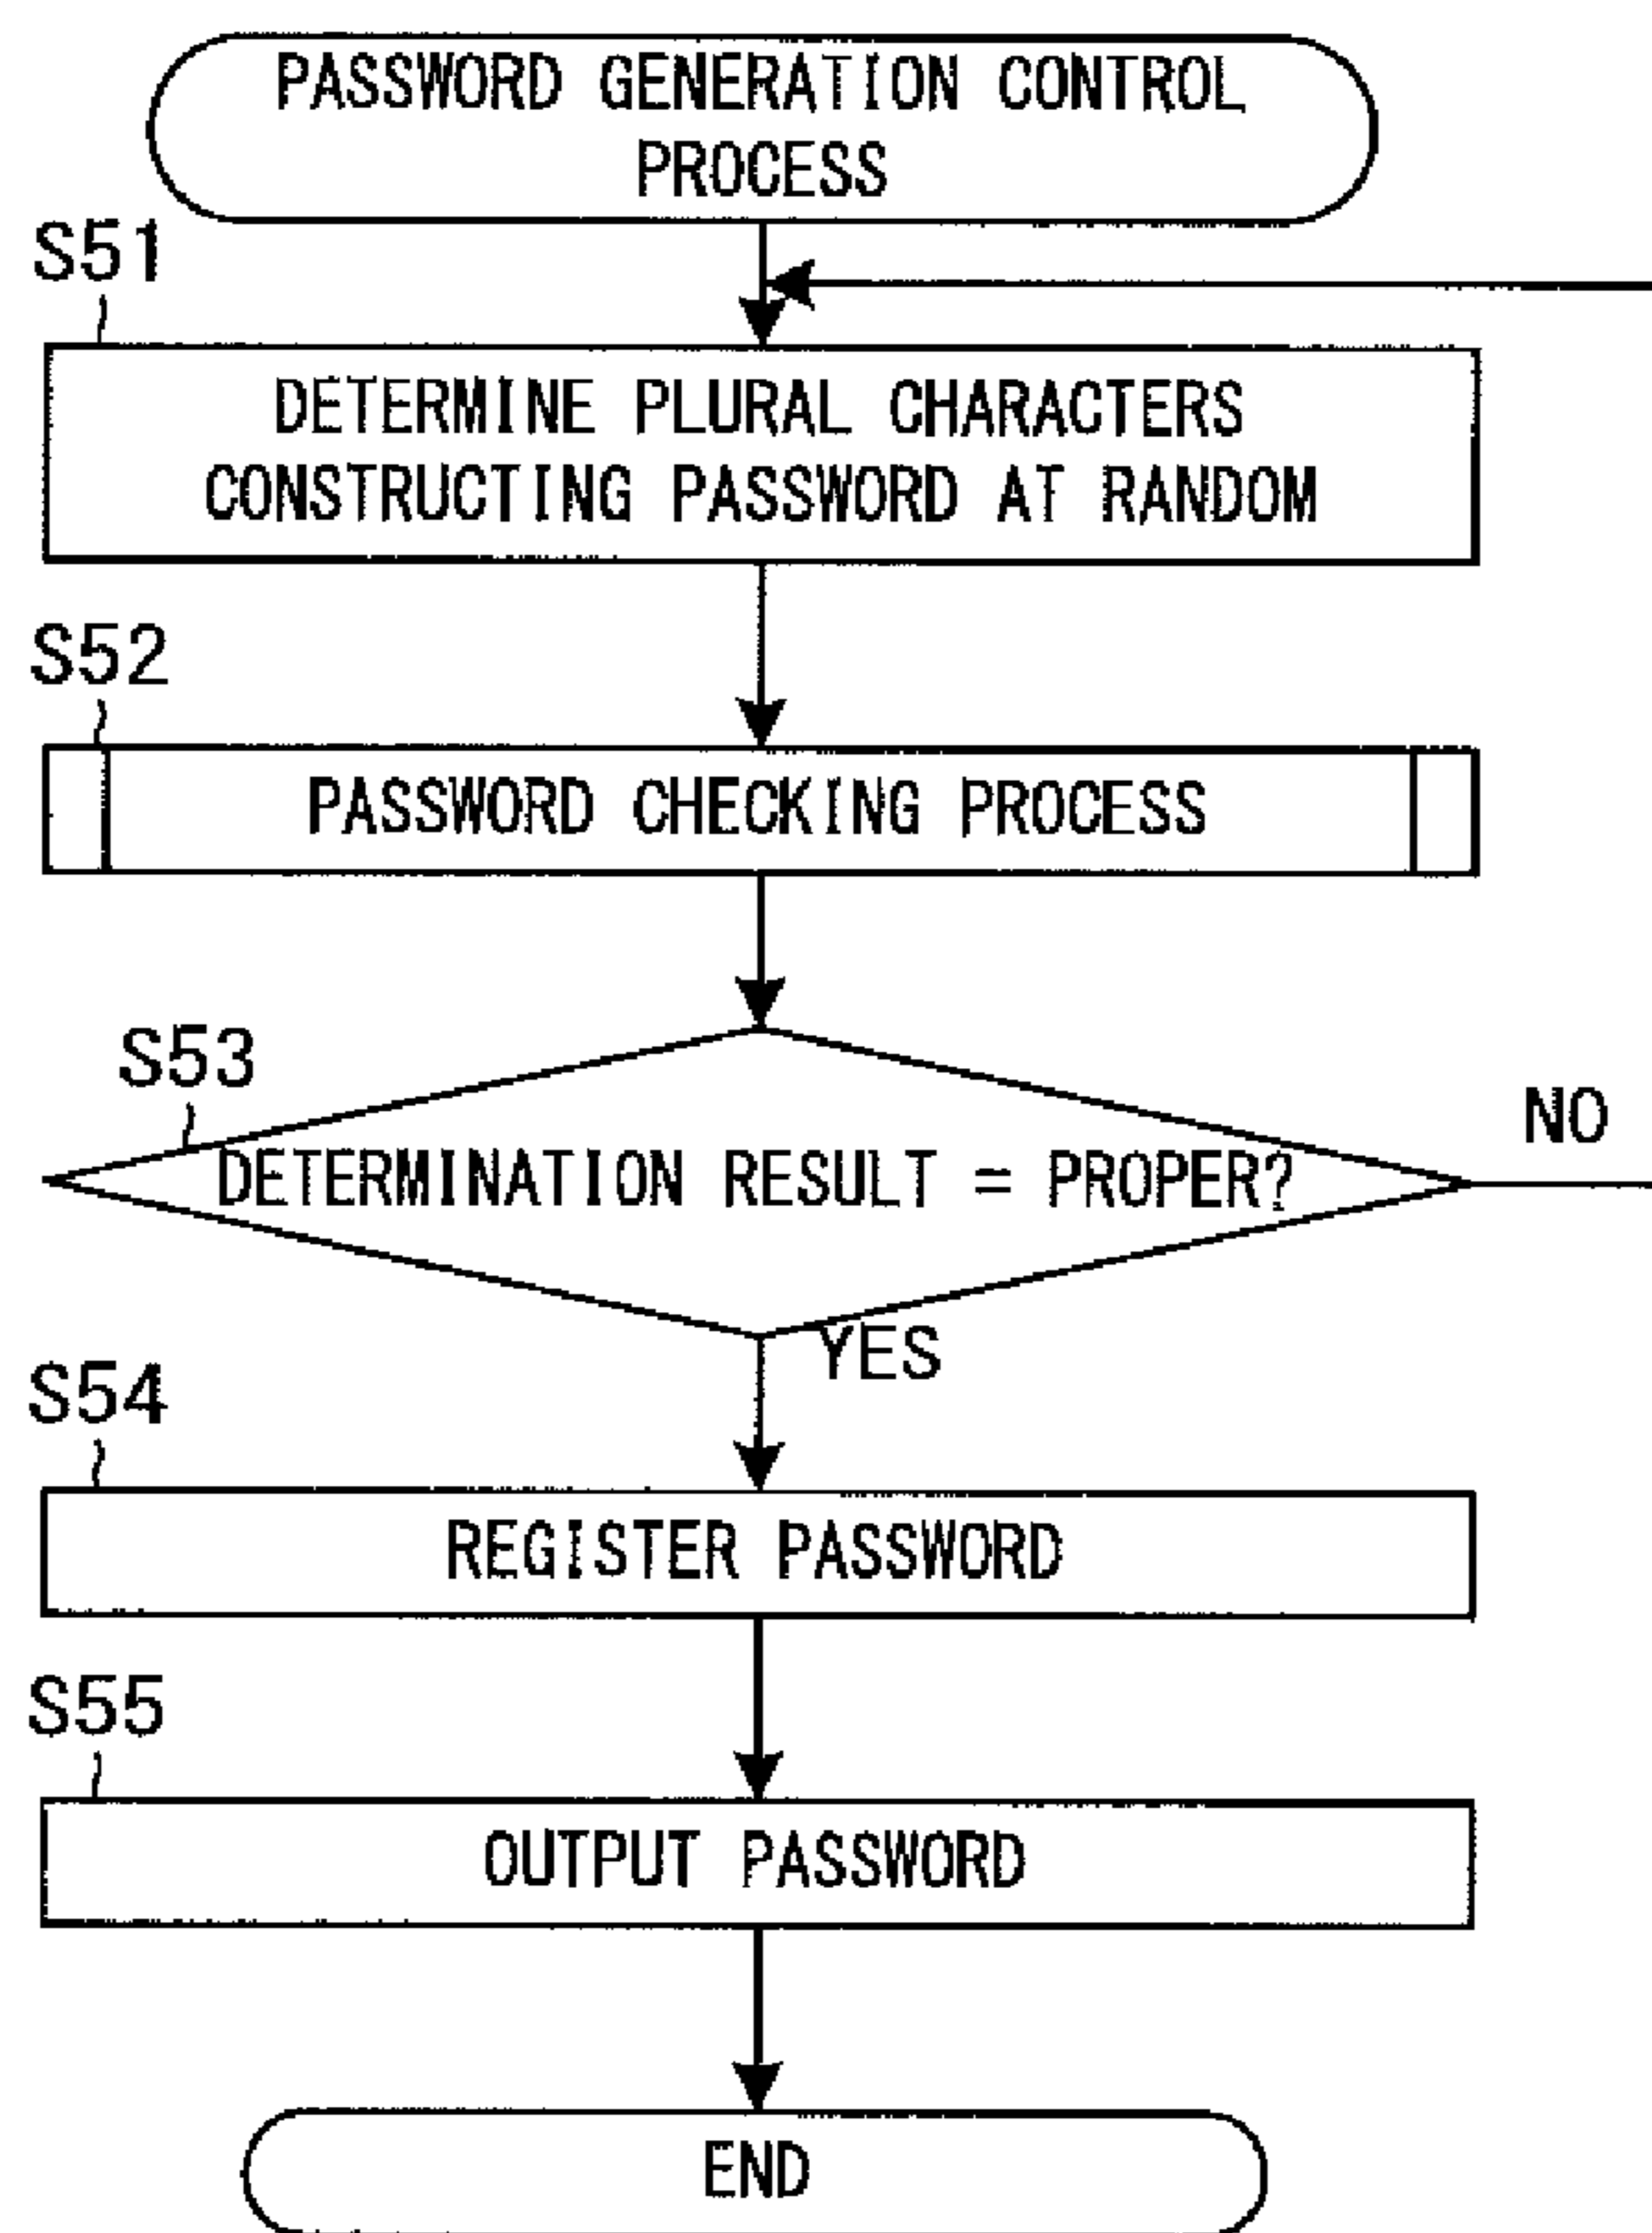 PASSWORD GENERATION CONTROL
PROCESS
S51
DETERMINE PLURAL CHARACTERS
CONSTRUCTING PASSWORD AT RANDOM
S52
PASSWORD CHECKING PROCESS
S53
NO
DETERMINATION RESULT = PROPER?
YES
S54
REGISTER PASSWORD
S55
OUTPUT PASSWORD
END